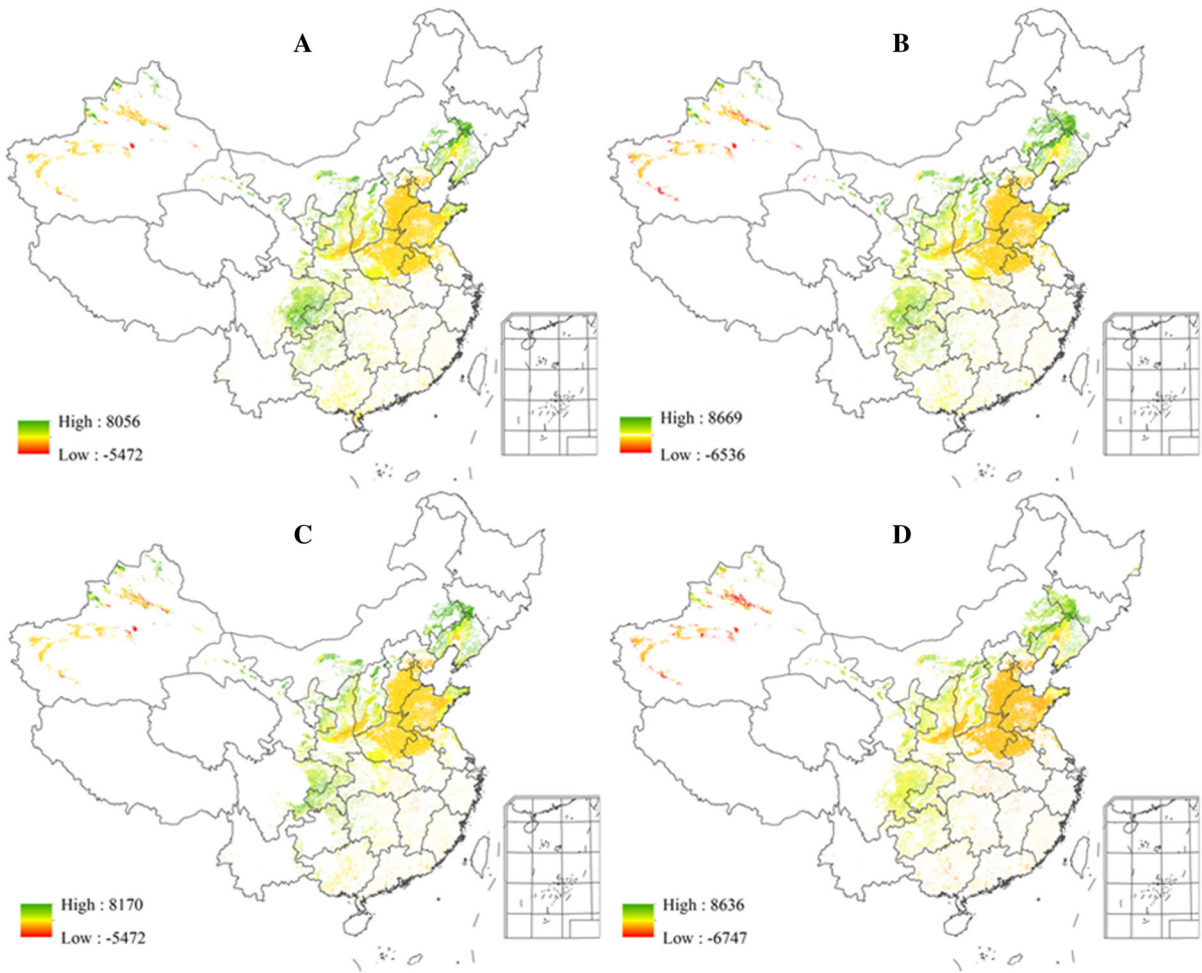 A
High : 8056
Low : -5472
B
High : 8669
Low : -6536
C
High : 8170
Low : -5472
D
High : 8636
Low : -6747